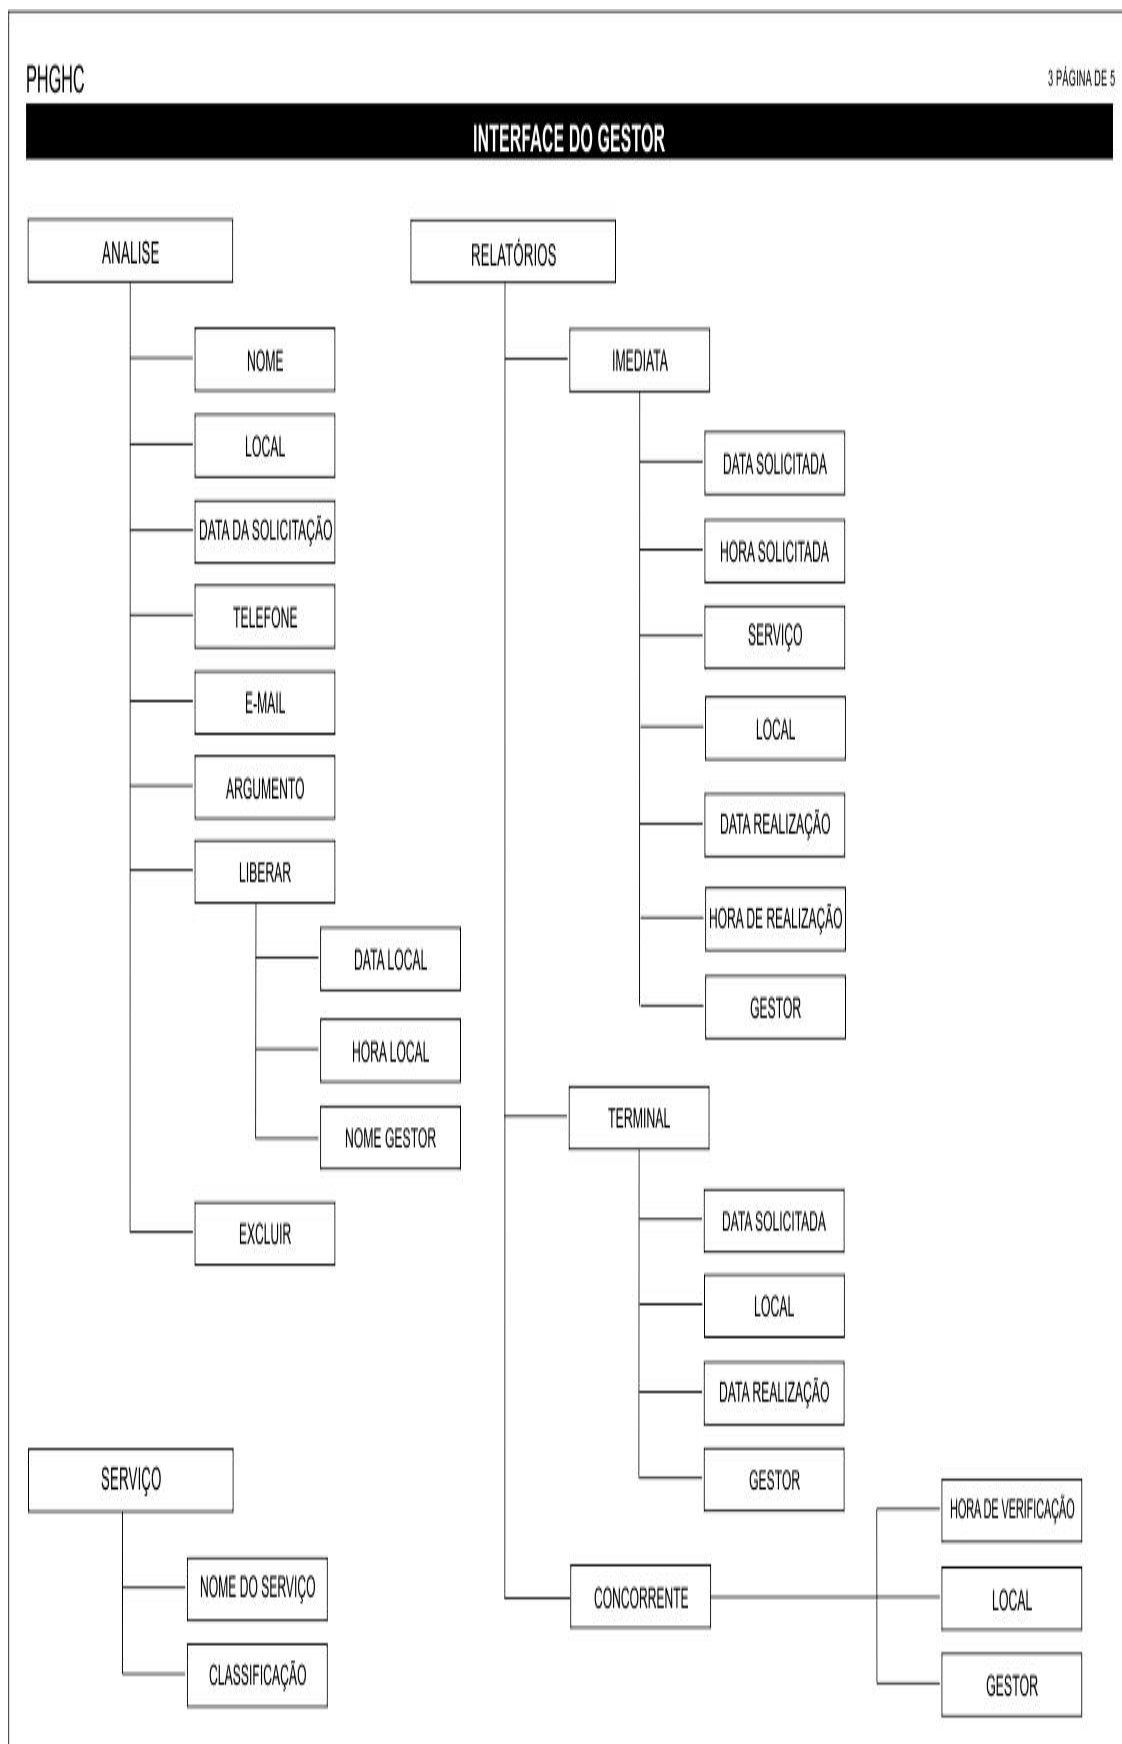 PHGHC
3 PÁGINA DE 5
INTERFACE DO GESTOR
ANALISE
NOME
LOCAL
DATA DA SOLICITAÇÃO
TELEFONE
E-MAIL
ARGUMENTO
LIBERAR
DATA LOCAL
HORA LOCAL
NOME GESTOR
EXCLUIR
SERVIÇO
NOME DO SERVIÇO
CLASSIFICAÇÃO
RELATÓRIOS
IMEDIATA
DATA SOLICITADA
HORA SOLICITADA
SERVIÇO
LOCAL
DATA REALIZAÇÃO
HORA DE REALIZAÇÃO
GESTOR
TERMINAL
DATA SOLICITADA
LOCAL
DATA REALIZAÇÃO
GESTOR
CONCORRENTE
HORA DE VERIFICAÇÃO
LOCAL
GESTOR